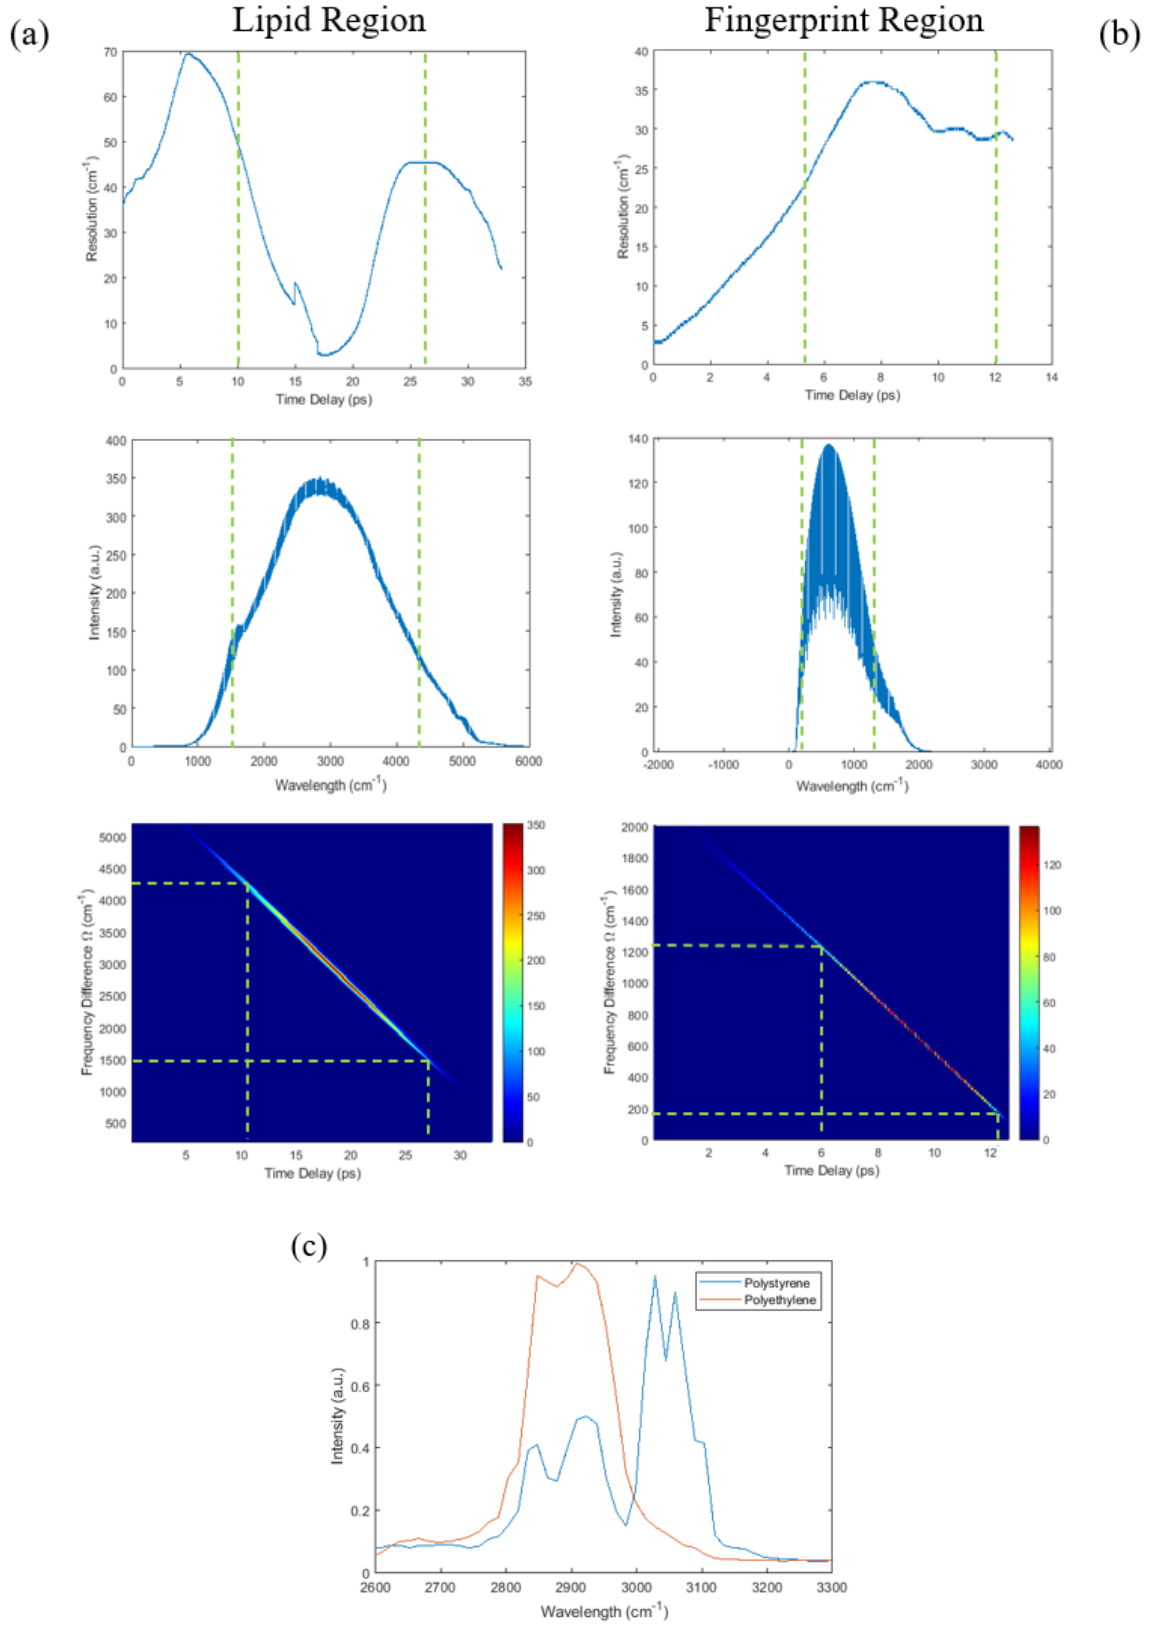 (a)
Lipid Region
Fingerprint Region
(b)
70
60
50
40
30
20
10
0
Resolution (cm-1)
0 5 10 15 20 25 30 35
Time Delay (ps)
40
35
30
25
20
15
10
5
0
Resolution (cm-1)
0 2 4 6 8 10 12 14
Time Delay (ps)
400
350
300
250
200
150
100
50
0
Intensity (a.u.)
0 1000 2000 3000 4000 5000 6000
Wavelength (cm-1)
140
120
100
80
60
40
20
0
Intensity (a.u.)
-2000 -1000 0 1000 2000 3000 4000
Wavelength (cm-1)
5000
4500
4000
3500
3000
2500
2000
1500
1000
500
Frequency Difference Ω (cm-1)
5 10 15 20 25 30
Time Delay (ps)
350
300
250
200
150
100
50
0
2000
1800
1600
1400
1200
1000
800
600
400
200
0
Frequency Difference Ω (cm-1)
2 4 6 8 10 12
Time Delay (ps)
120
100
80
60
40
20
0
(c)
1
0.8
0.6
0.4
0.2
0
Intensity (a.u.)
Polystyrene
Polyethylene
2600 2700 2800 2900 3000 3100 3200 3300
Wavelength (cm-1)